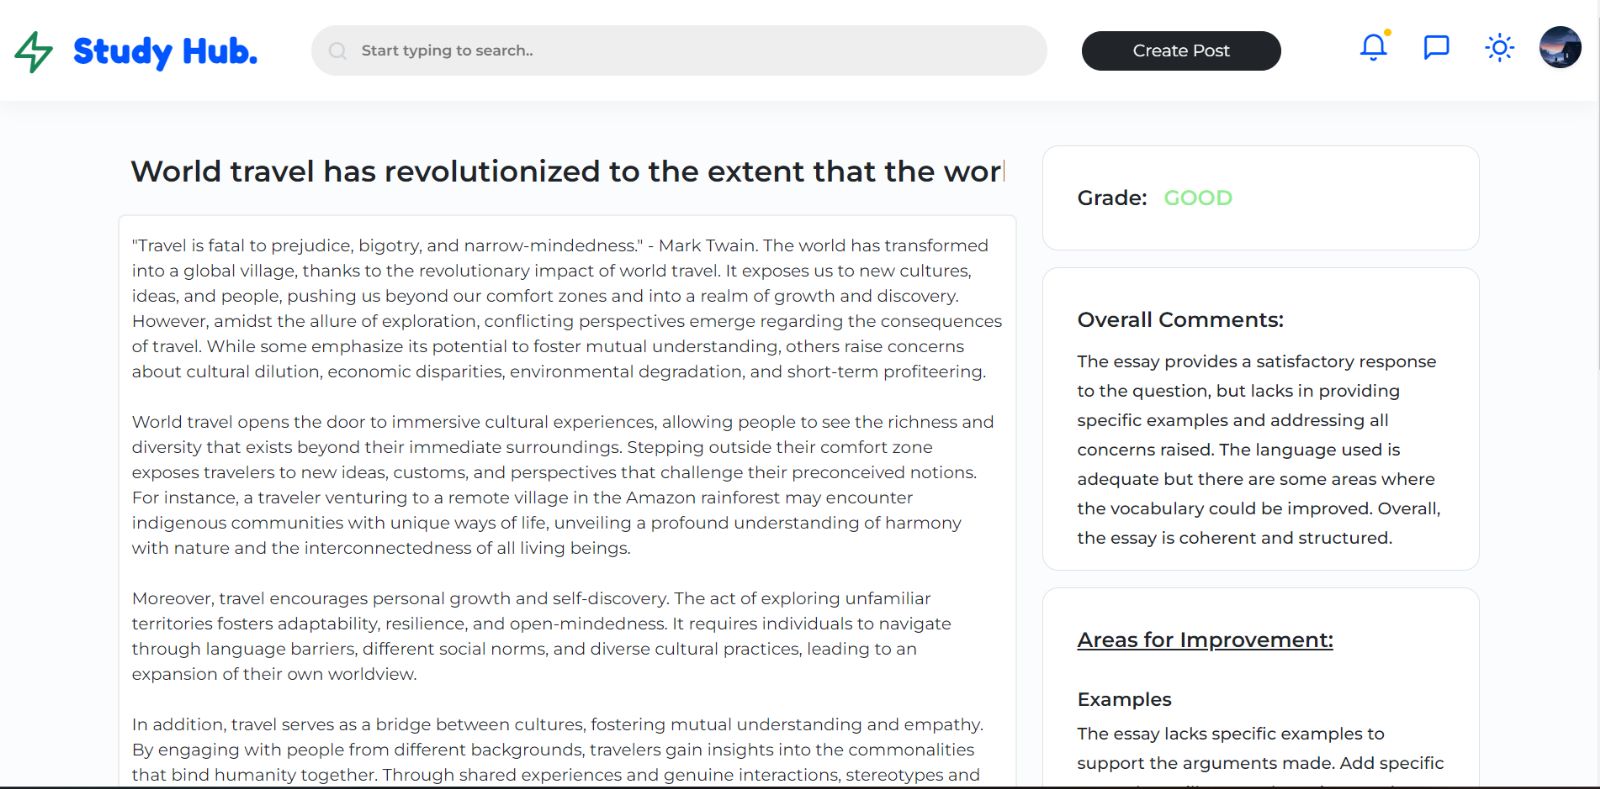 Study Hub.
Start typing to search..
Create Post
World travel has revolutionized to the extent that the worl
"Travel is fatal to prejudice, bigotry, and narrow-mindedness." - Mark Twain. The world has transformed
into a global village, thanks to the revolutionary impact of world travel. It exposes us to new cultures,
ideas, and people, pushing us beyond our comfort zones and into a realm of growth and discovery.
However, amidst the allure of exploration, conflicting perspectives emerge regarding the consequences
of travel. While some emphasize its potential to foster mutual understanding, others raise concerns
about cultural dilution, economic disparities, environmental degradation, and short-term profiteering.
World travel opens the door to immersive cultural experiences, allowing people to see the richness and
diversity that exists beyond their immediate surroundings. Stepping outside their comfort zone
exposes travelers to new ideas, customs, and perspectives that challenge their preconceived notions.
For instance, a traveler venturing to a remote village in the Amazon rainforest may encounter
indigenous communities with unique ways of life, unveiling a profound understanding of harmony
with nature and the interconnectedness of all living beings.
Moreover, travel encourages personal growth and self-discovery. The act of exploring unfamiliar
territories fosters adaptability, resilience, and open-mindedness. It requires individuals to navigate
through language barriers, different social norms, and diverse cultural practices, leading to an
expansion of their own worldview.
In addition, travel serves as a bridge between cultures, fostering mutual understanding and empathy.
By engaging with people from different backgrounds, travelers gain insights into the commonalities
that bind humanity together. Through shared experiences and genuine interactions, stereotypes and
Grade: GOOD
Overall Comments:
The essay provides a satisfactory response
to the question, but lacks in providing
specific examples and addressing all
concerns raised. The language used is
adequate but there are some areas where
the vocabulary could be improved. Overall,
the essay is coherent and structured.
Areas for Improvement:
Examples
The essay lacks specific examples to
support the arguments made. Add specific